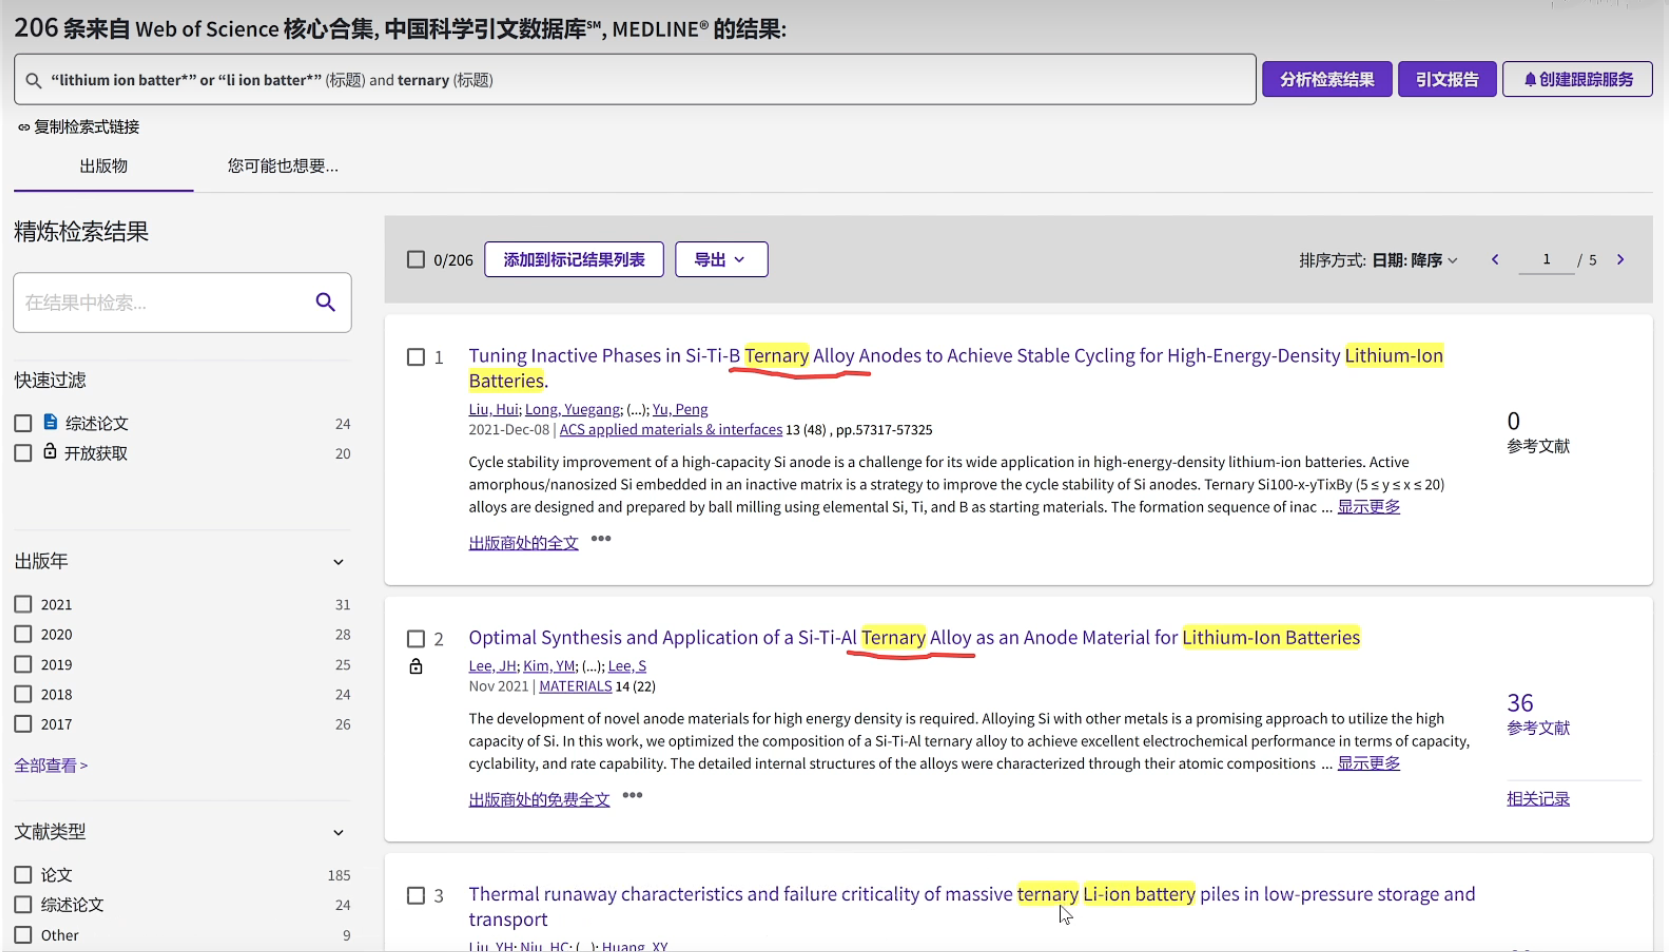 206 条来自 Web of Science 核心合集, 中国科学引文数据库℠, MEDLINE® 的结果:
“lithium ion batter*” or “li ion batter*” (标题) and ternary (标题)
分析检索结果
引文报告
创建跟踪服务
复制检索式链接
出版物
您可能也想要...
精炼检索结果
在结果中检索...
快速过滤
综述论文 24
开放获取 20
出版年
2021 31
2020 28
2019 25
2018 24
2017 26
全部查看>
文献类型
论文 185
综述论文 24
Other 9
0/206
添加到标记结果列表
导出
排序方式: 日期: 降序
1 / 5
1
Tuning Inactive Phases in Si-Ti-B Ternary Alloy Anodes to Achieve Stable Cycling for High-Energy-Density Lithium-Ion
Batteries.
Liu, Hui; Long, Yuegang; (...); Yu, Peng
2021-Dec-08 | ACS applied materials & interfaces 13 (48) , pp.57317-57325
Cycle stability improvement of a high-capacity Si anode is a challenge for its wide application in high-energy-density lithium-ion batteries. Active
amorphous/nanosized Si embedded in an inactive matrix is a strategy to improve the cycle stability of Si anodes. Ternary Si100-x-yTixBy (5 ≤ y ≤ x ≤ 20)
alloys are designed and prepared by ball milling using elemental Si, Ti, and B as starting materials. The formation sequence of inac ... 显示更多
出版商处的全文 •••
0
参考文献
2
Optimal Synthesis and Application of a Si-Ti-Al Ternary Alloy as an Anode Material for Lithium-Ion Batteries
Lee, JH; Kim, YM; (...); Lee, S
Nov 2021 | MATERIALS 14 (22)
The development of novel anode materials for high energy density is required. Alloying Si with other metals is a promising approach to utilize the high
capacity of Si. In this work, we optimized the composition of a Si-Ti-Al ternary alloy to achieve excellent electrochemical performance in terms of capacity,
cyclability, and rate capability. The detailed internal structures of the alloys were characterized through their atomic compositions ... 显示更多
出版商处的免费全文 •••
36
参考文献
相关记录
3
Thermal runaway characteristics and failure criticality of massive ternary Li-ion battery piles in low-pressure storage and
transport
Liu, YH; Niu, HC; (...); Huang, XY